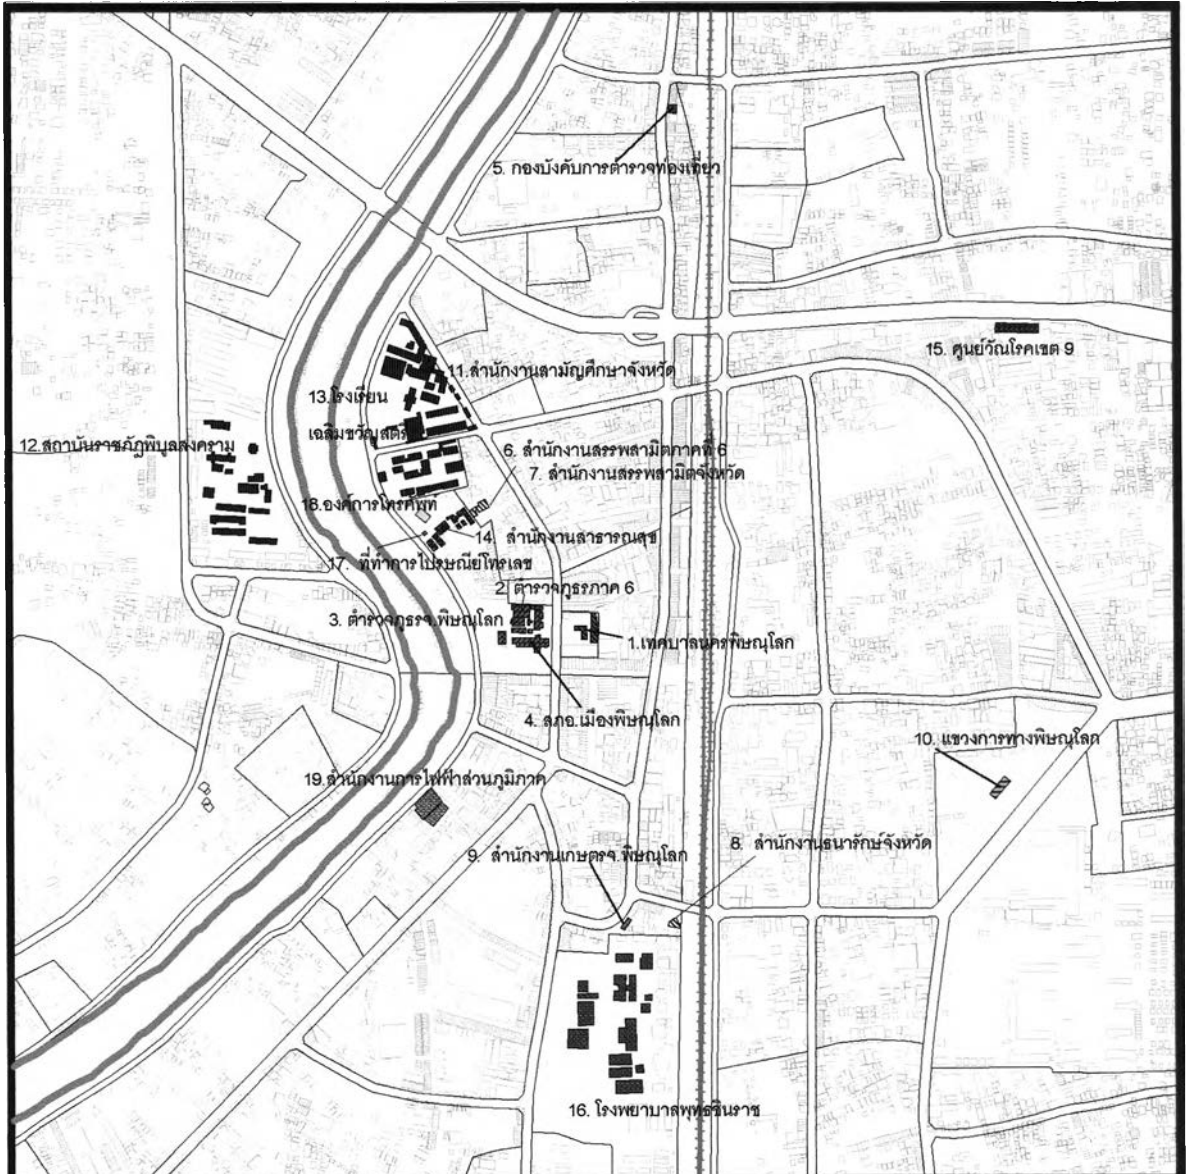 5. กองบังคับการตำรวจท่องเที่ยว
15. ศูนย์วัณโรคเขต 9
11.สำนักงานสามัญศึกษาจังหวัด
13.โรงเรียน
เฉลิมขวัญสตรี
12.สถาบันราชภัฏพิบูลสงคราม
6. สำนักงานสรรพสามิตภาคที่ 6
7. สำนักงานสรรพสามิตจังหวัด
18.องค์การโทรศัพท์
14. สำนักงานสาธารณสุข
17. ที่ทำการไปรษณีย์โทรเลข
2. ตำรวจภูธรภาค 6
3. ตำรวจภูธรจ.พิษณุโลก
1.เทศบาลนครพิษณุโลก
4. สภอ.เมืองพิษณุโลก
10. แขวงการทางพิษณุโลก
19.สำนักงานการไฟฟ้าส่วนภูมิภาค
8. สำนักงานธนารักษ์จังหวัด
9. สำนักงานเกษตรจ.พิษณุโลก
16. โรงพยาบาลพุทธชินราช